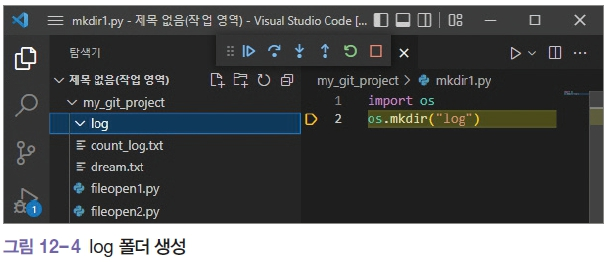 mkdir1.py - 제목 없음(작업 영역) - Visual Studio Code [...
탐색기
제목 없음(작업 영역)
my_git_project
log
count_log.txt
dream.txt
fileopen1.py
fileopen2.py
1
my_git_project > mkdir1.py
1 import os
2 os.mkdir("log")
그림 12-4 log 폴더 생성